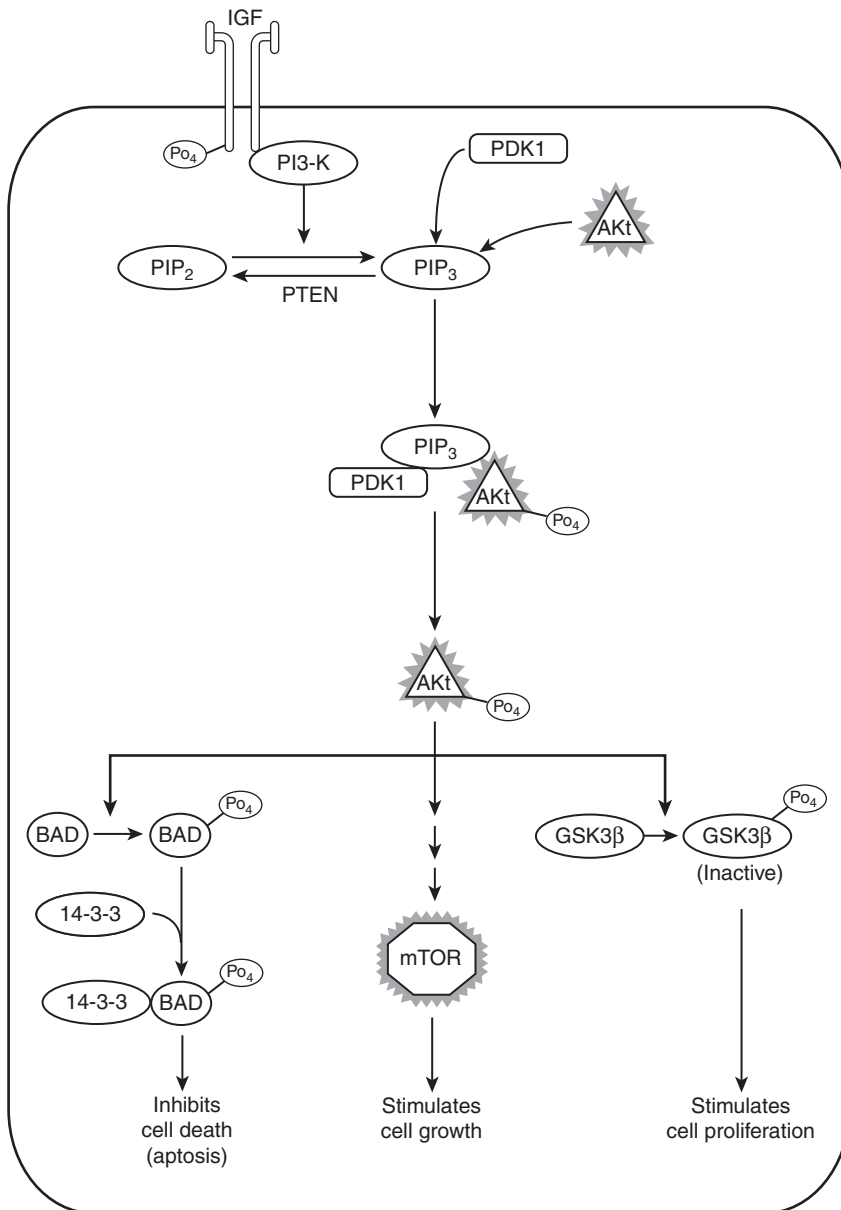 IGF
Po4
PI3-K
PDK1
AKt
PIP2
PIP3
PTEN
PIP3
PDK1
AKt
Po4
AKt
Po4
BAD
BAD
Po4
GSK3β
GSK3β
Po4
(Inactive)
14-3-3
mTOR
14-3-3
BAD
Po4
Inhibits
cell death
(aptosis)
Stimulates
cell growth
Stimulates
cell proliferation